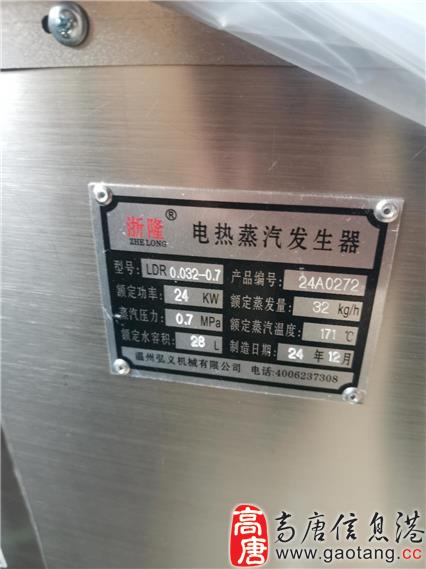 浙隆®
ZHE LONG
电热蒸汽发生器
型号: LDR 0.032-0.7 产品编号: 24A0272
额定功率: 24 KW 额定蒸发量: 32 kg/h
蒸汽压力: 0.7 MPa 额定蒸汽温度: 171 ℃
额定水容积: 28 L 制造日期: 24 年 12 月
温州弘义机械有限公司 电话:4006237308
高唐
高唐信息港
www.gaotang.cc